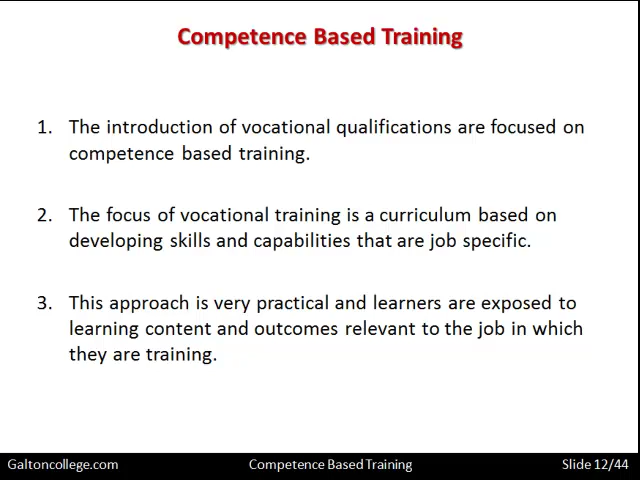 Competence Based Training
1. The introduction of vocational qualifications are focused on
competence based training.
2. The focus of vocational training is a curriculum based on
developing skills and capabilities that are job specific.
3. This approach is very practical and learners are exposed to
learning content and outcomes relevant to the job in which
they are training.
Galtoncollege.com Competence Based Training Slide 12/44